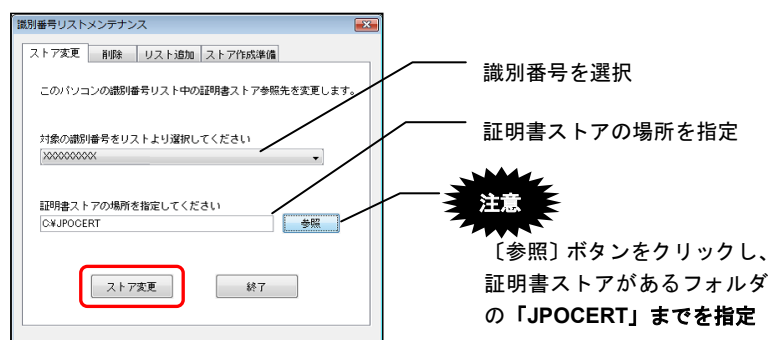 識別番号リストメンテナンス
ストア変更 削除 リスト追加 ストア作成準備
このパソコンの識別番号リスト中の証明書ストア参照先を変更します。
対象の識別番号をリストより選択してください
XXXXXXXXX
証明書ストアの場所を指定してください
C:¥JPOCERT 参照
ストア変更 終了
識別番号を選択
証明書ストアの場所を指定
注意
〔参照〕ボタンをクリックし、
証明書ストアがあるフォルダ
の「JPOCERT」までを指定